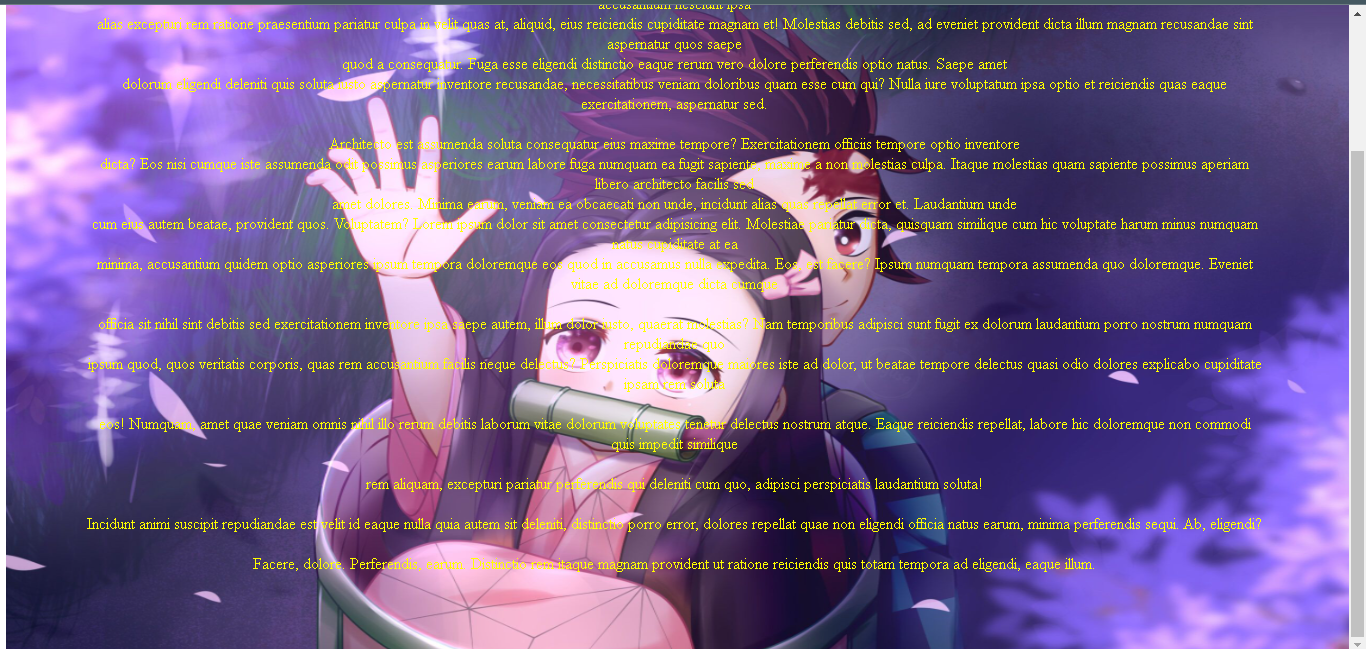 accusantium nesciunt ipsa
alias excepturi rem ratione praesentium pariatur culpa in velit quas at, aliquid, eius reiciendis cupiditate magnam et! Molestias debitis sed, ad eveniet provident dicta illum magnam recusandae sint
aspernatur quos saepe
quod a consequatur. Fuga esse eligendi distinctio eaque rerum vero dolore perferendis optio natus. Saepe amet
dolorum eligendi deleniti quis soluta iusto aspernatur inventore recusandae, necessitatibus veniam doloribus quam esse cum qui? Nulla iure voluptatum ipsa optio et reiciendis quas eaque
exercitationem, aspernatur sed.
Architecto est assumenda soluta consequatur eius maxime tempore? Exercitationem officiis tempore optio inventore
dicta? Eos nisi cumque iste assumenda odit possimus asperiores earum labore fuga numquam ea fugit sapiente, maxime a non molestias culpa. Itaque molestias quam sapiente possimus aperiam
libero architecto facilis sed
amet dolores. Minima earum, veniam ea obcaecati non unde, incidunt alias quia repellat error et. Laudantium unde
cum eius autem beatae, provident quos. Voluptatem? Lorem ipsum dolor sit amet consectetur adipisicing elit. Molestiae pariatur dicta, quisquam similique cum hic voluptate harum minus numquam
natus cupiditate at ea
minima, accusantium quidem optio asperiores ipsum tempora doloremque eos quod in accusamus nulla expedita. Eos, est facere? Ipsum numquam tempora assumenda quo doloremque. Eveniet
vitae ad doloremque dicta cumque
officia sit nihil sint debitis sed exercitationem inventore ipsa saepe autem, illum dolor iusto, quaerat molestias? Nam temporibus adipisci sunt fugit ex dolorum laudantium porro nostrum numquam
repudiandae quo
ipsum quod, quos veritatis corporis, quas rem accusantium facilis neque delectus? Perspiciatis doloremque maiores iste ad dolor, ut beatae tempore delectus quasi odio dolores explicabo cupiditate
ipsam rem soluta
eos! Numquam, amet quae veniam omnis nihil illo rerum debitis laborum vitae dolorum voluptates tenetur delectus nostrum atque. Eaque reiciendis repellat, labore hic doloremque non commodi
quis impedit similique
rem aliquam, excepturi pariatur perferendis qui deleniti cum quo, adipisci perspiciatis laudantium soluta!
Incidunt animi suscipit repudiandae est velit id eaque nulla quia autem sit deleniti, distinctio porro error, dolores repellat quae non eligendi officia natus earum, minima perferendis sequi. Ab, eligendi?
Facere, dolore. Perferendis, earum. Distinctio rem itaque magnam provident ut ratione reiciendis quis totam tempora ad eligendi, eaque illum.